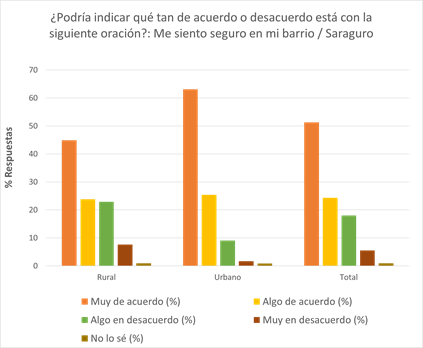 ¿Podría indicar qué tan de acuerdo o desacuerdo está con la
siguiente oración?: Me siento seguro en mi barrio / Saraguro
% Respuestas
70
60
50
40
30
20
10
0
Rural Urbano Total
Muy de acuerdo (%) Algo de acuerdo (%)
Algo en desacuerdo (%) Muy en desacuerdo (%)
No lo sé (%)